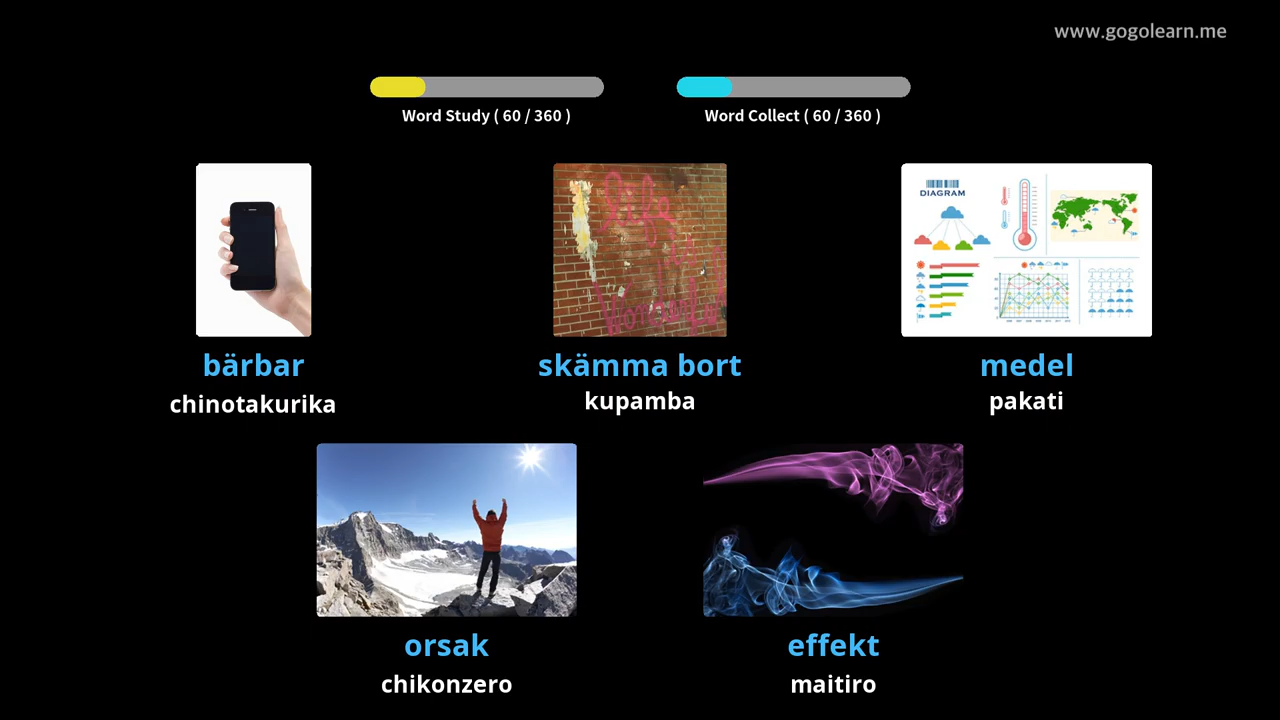 www.gogolearn.me
Word Study ( 60 / 360 )
Word Collect ( 60 / 360 )
DIAGRAM
bärbar
chinotakurika
skämma bort
kupamba
medel
pakati
orsak
chikonzero
effekt
maitiro